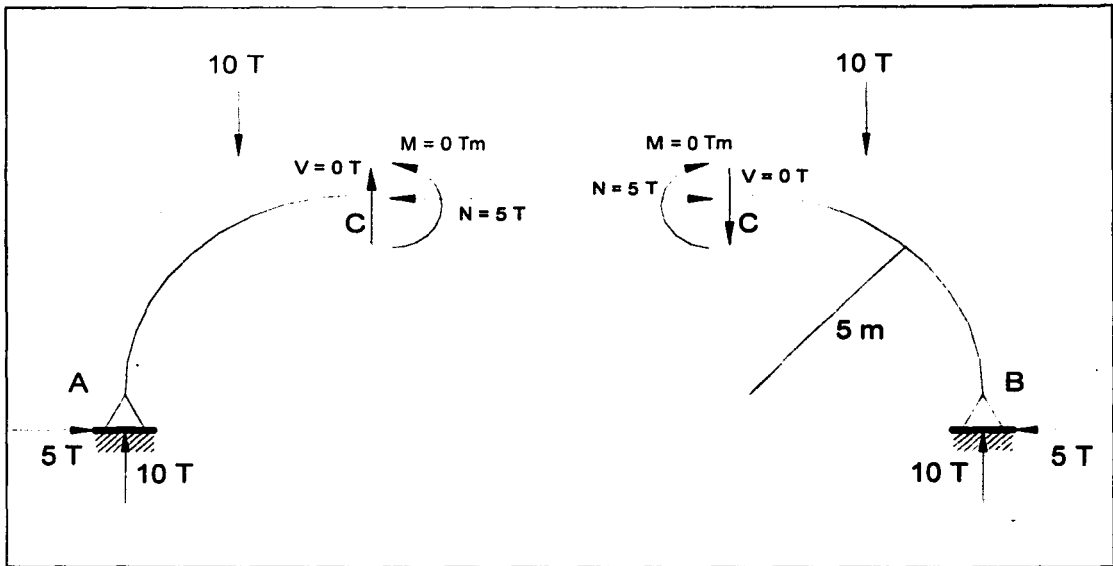 10 T
10 T
M = 0 Tm
M = 0 Tm
V = 0 T
V = 0 T
N = 5 T
N = 5 T
C
C
5 m
A
B
5 T
10 T
10 T
5 T